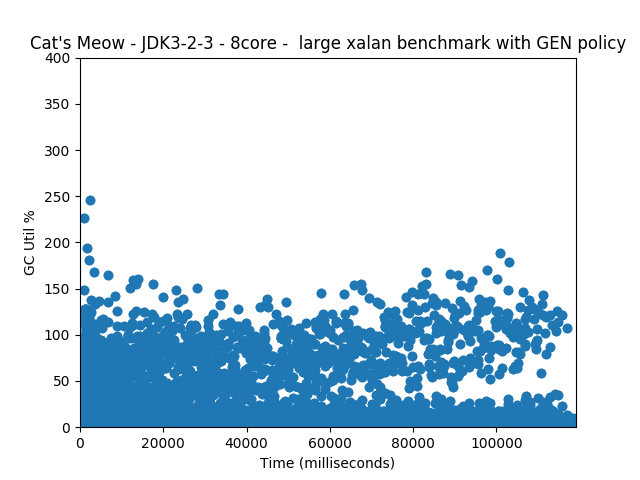 Cat's Meow - JDK3-2-3 - 8core -  large xalan benchmark with GEN policy
400
350
300
250
200
150
100
50
0
GC Util %
0 20000 40000 60000 80000 100000
Time (milliseconds)